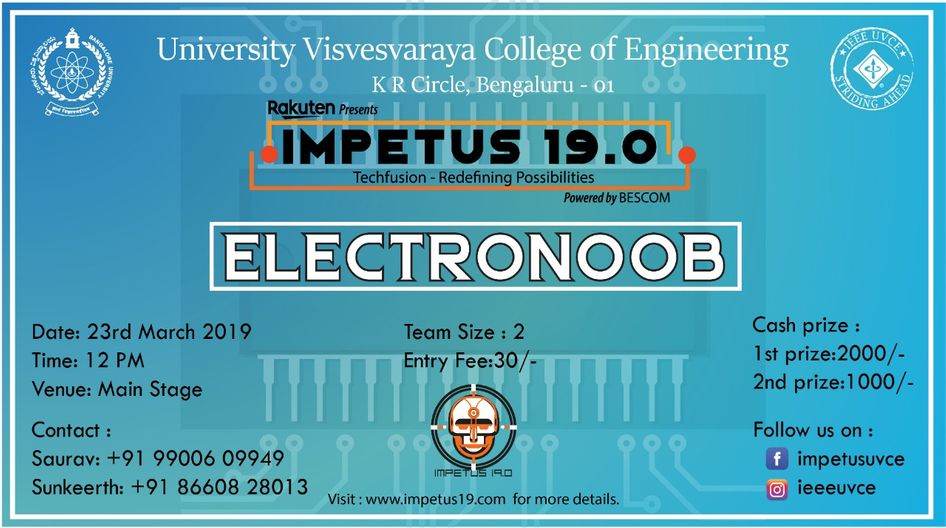 University Visvesvaraya College of Engineering
K R Circle, Bengaluru - 01
IEEE UVCE
STRIDING AHEAD
Rakuten Presents
IMPETUS 19.0
Techfusion - Redefining Possibilities
Powered by BESCOM
ELECTRONOOB
Date: 23rd March 2019
Time: 12 PM
Venue: Main Stage
Team Size : 2
Entry Fee:30/-
Cash prize :
1st prize:2000/-
2nd prize:1000/-
Contact :
Saurav: +91 99006 09949
Sunkeerth: +91 86608 28013
IMPETUS 19.0
Follow us on :
impetusuvce
ieeeuvce
Visit : www.impetus19.com for more details.